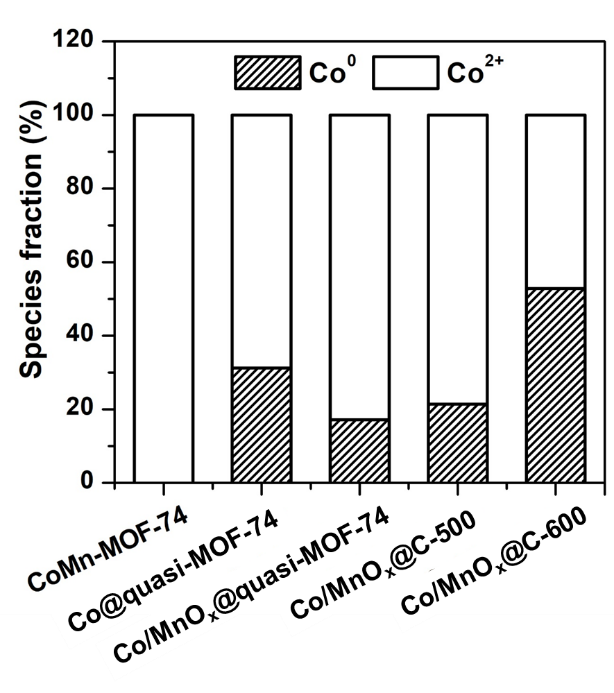 120
100
80
60
40
20
0
Species fraction (%)
Co⁰
Co²⁺
CoMn-MOF-74
Co@quasi-MOF-74
Co/MnOₓ@quasi-MOF-74
Co/MnOₓ@C-500
Co/MnOₓ@C-600